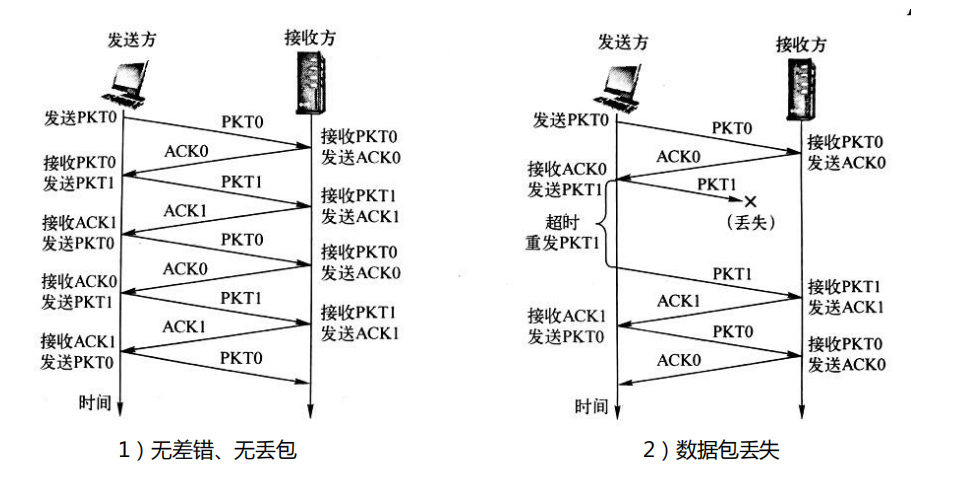 发送方
接收方
发送PKT0
PKT0
接收PKT0
发送ACK0
ACK0
接收PKT0
发送PKT1
PKT1
接收PKT1
发送ACK1
ACK1
接收ACK1
发送PKT0
PKT0
接收PKT0
发送ACK0
ACK0
接收ACK0
发送PKT1
PKT1
接收PKT1
发送ACK1
ACK1
接收ACK1
发送PKT0
PKT0
时间
1）无差错、无丢包
发送方
接收方
发送PKT0
PKT0
接收PKT0
发送ACK0
ACK0
接收ACK0
发送PKT1
PKT1
(丢失)
超时
重发PKT1
PKT1
接收PKT1
发送ACK1
ACK1
接收ACK1
发送PKT0
PKT0
接收PKT0
发送ACK0
ACK0
时间
2）数据包丢失